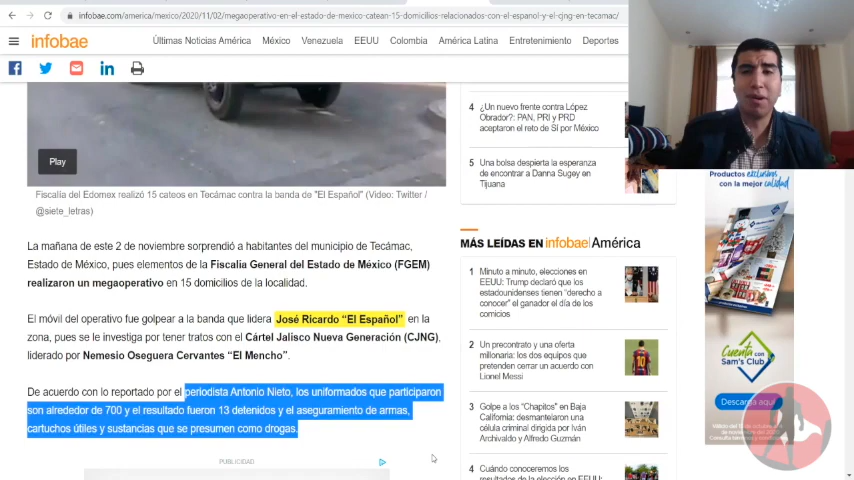 infobae.com/america/mexico/2020/11/02/megaoperativo-en-el-estado-de-mexico-catean-15-domicilios-relacionados-con-el-espanol-y-el-cjng-en-tecamac/
infobae
Últimas Noticias América México Venezuela EEUU Colombia América Latina Entretenimiento Deportes
Play
Fiscalía del Edomex realizó 15 cateos en Tecámac contra la banda de "El Español" (Video: Twitter /
@siete_letras)
La mañana de este 2 de noviembre sorprendió a habitantes del municipio de Tecámac,
Estado de México, pues elementos de la Fiscalía General del Estado de México (FGEM)
realizaron un megaoperativo en 15 domicilios de la localidad.
El móvil del operativo fue golpear a la banda que lidera José Ricardo “El Español” en la
zona, pues se le investiga por tener tratos con el Cártel Jalisco Nueva Generación (CJNG),
liderado por Nemesio Oseguera Cervantes “El Mencho”.
De acuerdo con lo reportado por el periodista Antonio Nieto, los uniformados que participaron
son alrededor de 700 y el resultado fueron 13 detenidos y el aseguramiento de armas,
cartuchos útiles y sustancias que se presumen como drogas.
PUBLICIDAD
4 ¿Un nuevo frente contra López
Obrador?: PAN, PRI y PRD
aceptaron el reto de Sí por México
5 Una bolsa despierta la esperanza
de encontrar a Danna Sugey en
Tijuana
MÁS LEÍDAS EN infobae América
1 Minuto a minuto, elecciones en
EEUU: Trump declaró que los
estadounidenses tienen “derecho a
conocer” el ganador el día de los
comicios
2 Un precontrato y una oferta
millonaria: los dos equipos que
pretenden cerrar un acuerdo con
Lionel Messi
3 Golpe a los “Chapitos” en Baja
California: desmantelaron una
célula criminal dirigida por Iván
Archivaldo y Alfredo Guzmán
4 Cuándo conoceremos los
resultados de la elección en EEUU:
Productos exclusivos
con la mejor calidad
Cuenta con
Sam's Club
Descarga aquí